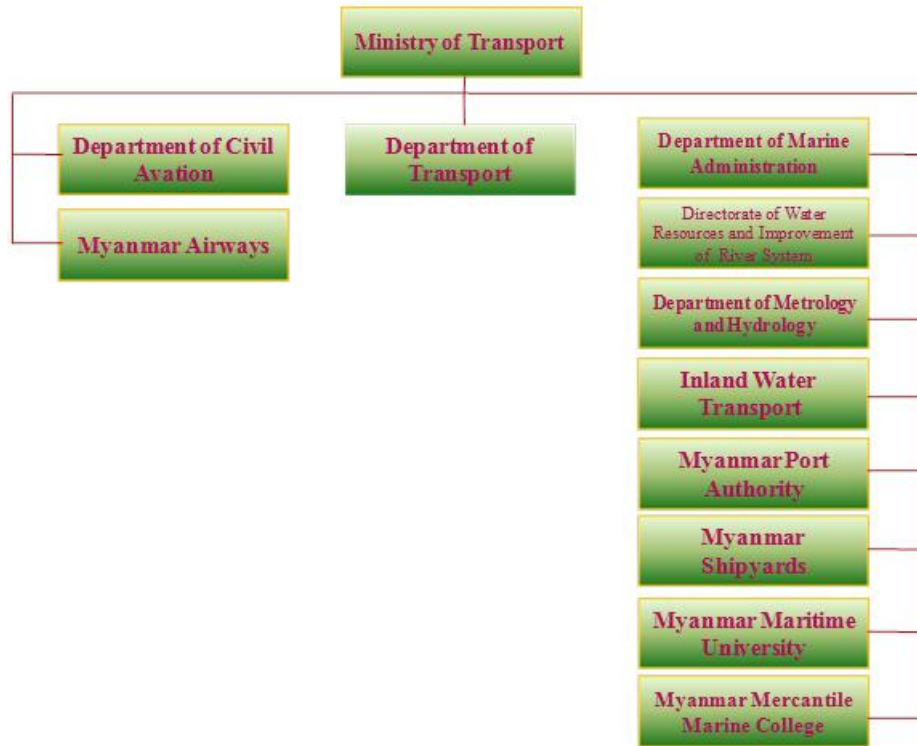 Ministry of Transport
Department of Civil
Avation
Myanmar Airways
Department of
Transport
Department of Marine
Administration
Directorate of Water
Resources and Improvement
of River System
Department of Metrology
and Hydrology
Inland Water
Transport
Myanmar Port
Authority
Myanmar
Shipyards
Myanmar Maritime
University
Myanmar Mercantile
Marine College